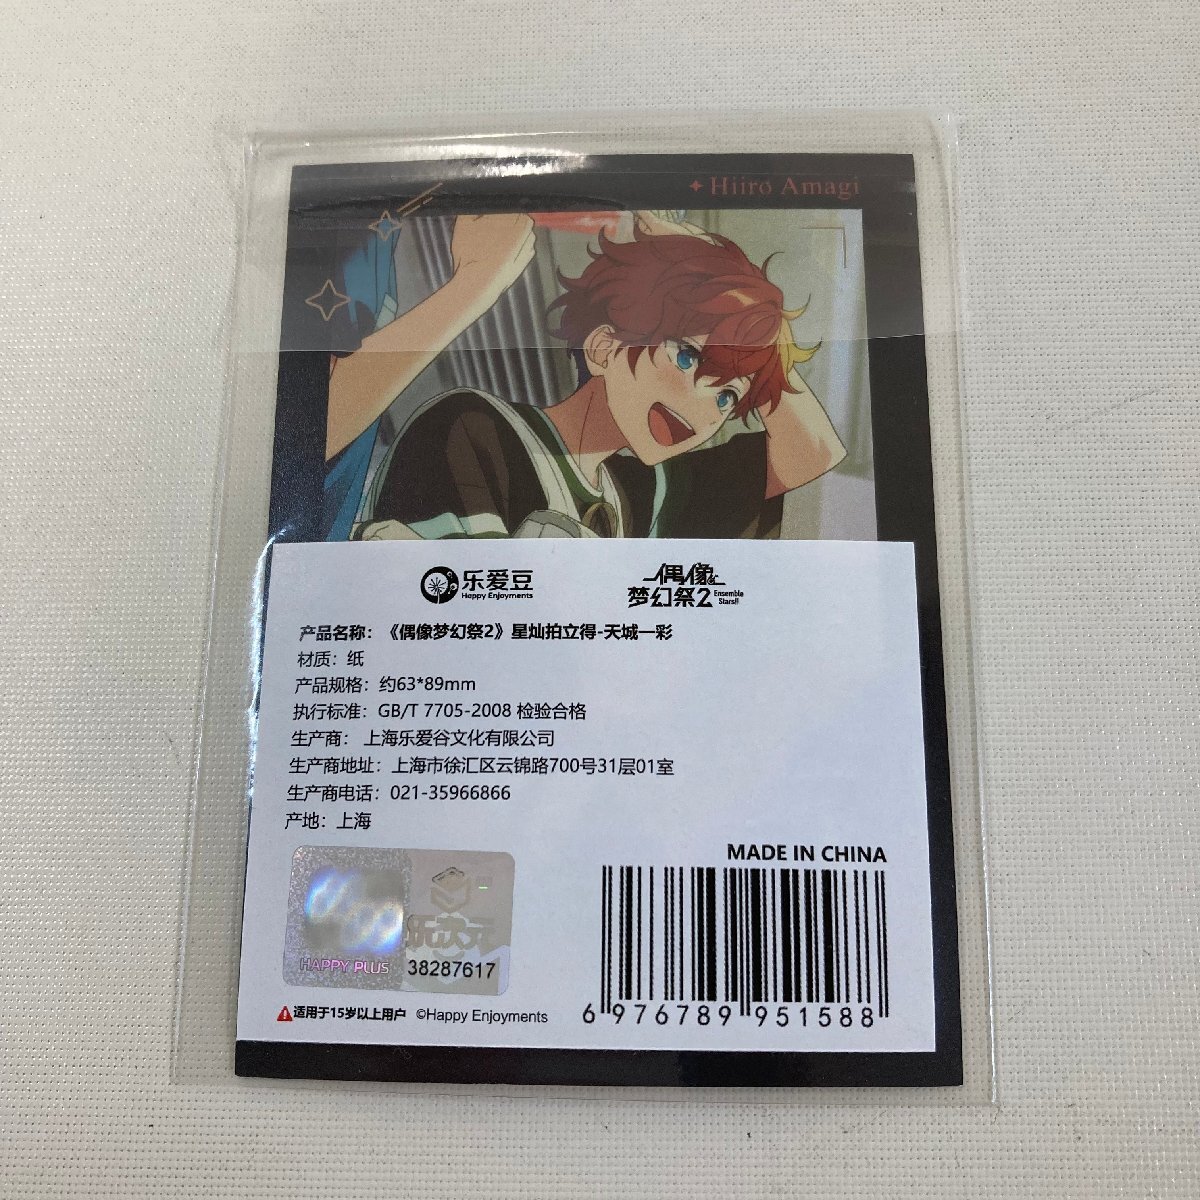 Hiiro Amagi
乐爱豆
Happy Enjoyments
偶像
梦幻祭2
Ensemble
Stars!!
产品名称：《偶像梦幻祭2》星灿拍立得-天城一彩
材质：纸
产品规格：约63*89mm
执行标准：GB/T 7705-2008 检验合格
生产商：上海乐爱谷文化有限公司
生产商地址：上海市徐汇区云锦路700号31层01室
生产商电话：021-35966866
产地：上海
MADE IN CHINA
乐次元
HAPPY PLUS
38287617
适用于15岁以上用户 ©Happy Enjoyments
6 976789 951588